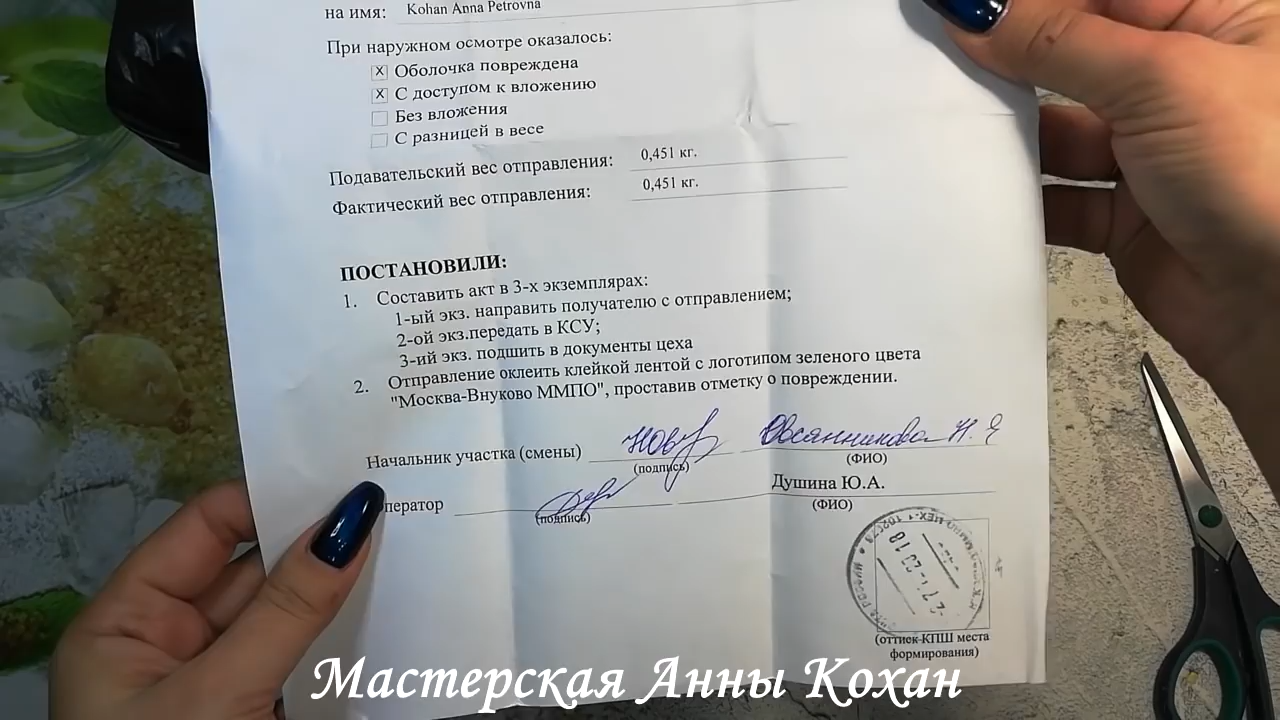 на имя: Kohan Anna Petrovna
При наружном осмотре оказалось:
X Оболочка повреждена
X С доступом к вложению
Без вложения
С разницей в весе
Подавательский вес отправления: 0,451 кг.
Фактический вес отправления: 0,451 кг.
ПОСТАНОВИЛИ:
1. Составить акт в 3-х экземплярах:
1-ый экз. направить получателю с отправлением;
2-ой экз.передать в КСУ;
3-ий экз. подшить в документы цеха
2. Отправление оклеить клейкой лентой с логотипом зеленого цвета
"Москва-Внуково ММПО", проставив отметку о повреждении.
Начальник участка (смены) Овсянникова Н. Я
(подпись) (ФИО)
ператор Душина Ю.А.
(подпись) (ФИО)
(оттиск-КПШ места
формирования)
Мастерская Анны Кохан